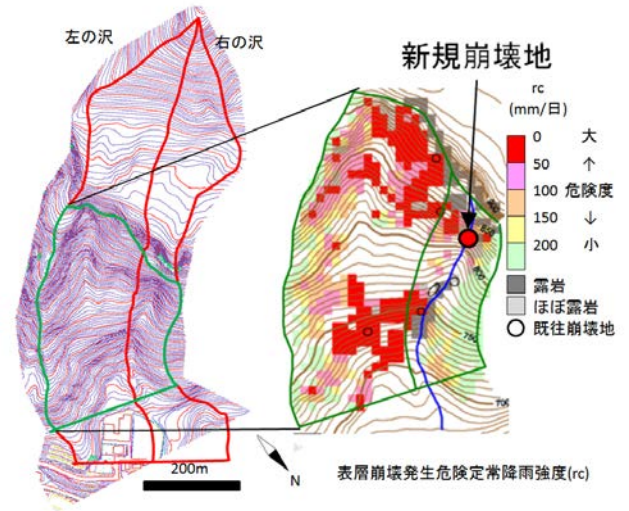 左の沢
右の沢
新規崩壊地
rc
(mm/日)
0 大
50 ↑
100 危険度
150 ↓
200 小
露岩
ほぼ露岩
既往崩壊地
200m
N
表層崩壊発生危険定常降雨強度(rc)